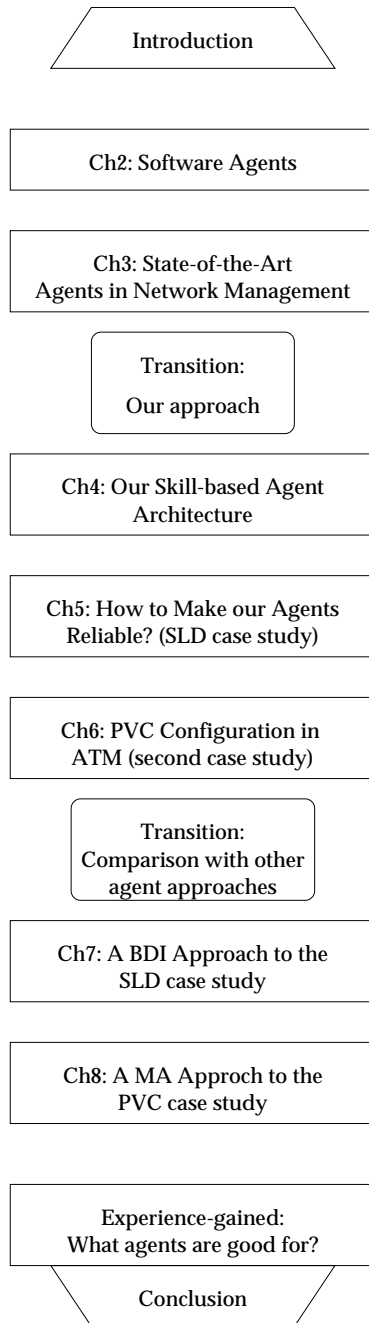 Introduction
Ch2: Software Agents
Ch3: State-of-the-Art
Agents in Network Management
Transition:
Our approach
Ch4: Our Skill-based Agent
Architecture
Ch5: How to Make our Agents
Reliable? (SLD case study)
Ch6: PVC Configuration in
ATM (second case study)
Transition:
Comparison with other
agent approaches
Ch7: A BDI Approach to the
SLD case study
Ch8: A MA Approch to the
PVC case study
Experience-gained:
What agents are good for?
Conclusion